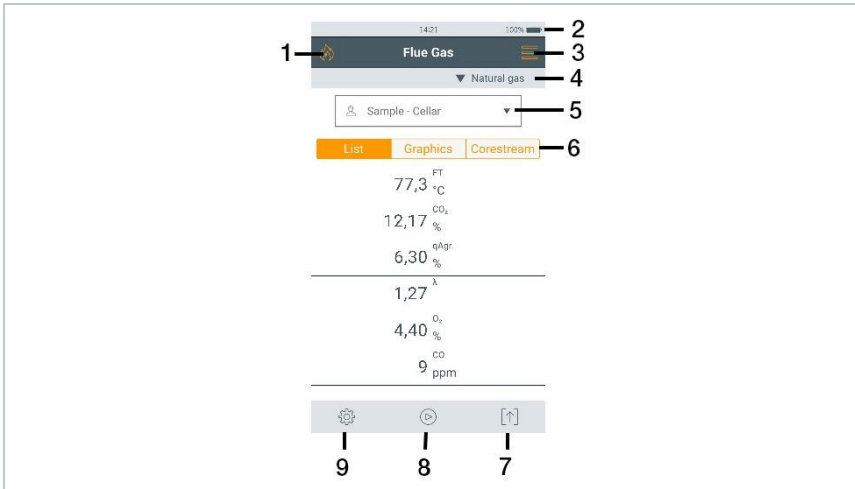 14:21 100% 2
1 Flue Gas 3
Natural gas 4
Sample - Cellar 5
List Graphics Corestream 6
77,3 FT °C
12,17 CO₂ %
6,30 qAgr. %
1,27 λ
4,40 O₂ %
9 CO ppm
9 8 7